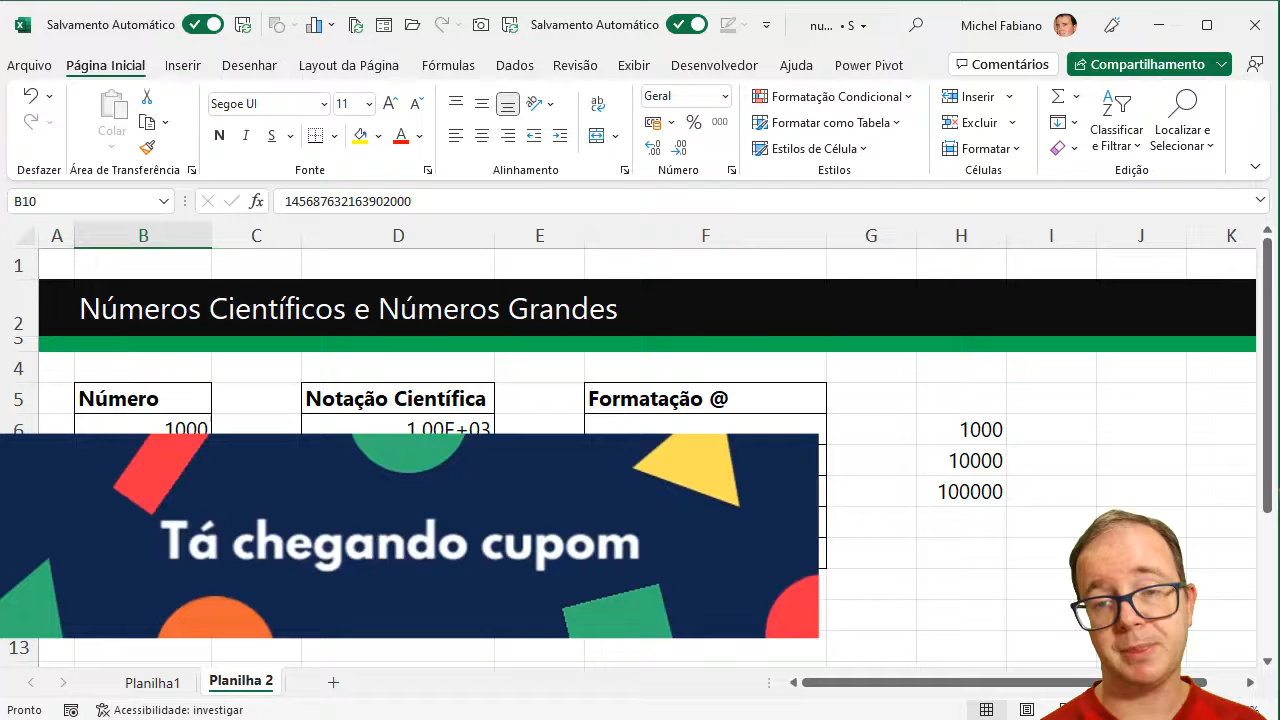 Salvamento Automático
Salvamento Automático
nu... • S
Michel Fabiano
Arquivo
Página Inicial
Inserir
Desenhar
Layout da Página
Fórmulas
Dados
Revisão
Exibir
Desenvolvedor
Ajuda
Power Pivot
Comentários
Compartilhamento
Colar
Segoe UI
11
N I S A
ab
Geral
% 000
Formatação Condicional
Formatar como Tabela
Estilos de Célula
Inserir
Excluir
Formatar
Classificar
e Filtrar
Localizar e
Selecionar
Desfazer
Área de Transferência
Fonte
Alinhamento
Número
Estilos
Células
Edição
B10
fx
145687632163902000
A B C D E F G H I J K
1
2
Números Científicos e Números Grandes
3
4
5
Número
Notação Científica
Formatação @
6
1000
1,00E+03
1000
10000
100000
Tá chegando cupom
13
Planilha1
Planilha 2
Pronto
Acessibilidade: investigar